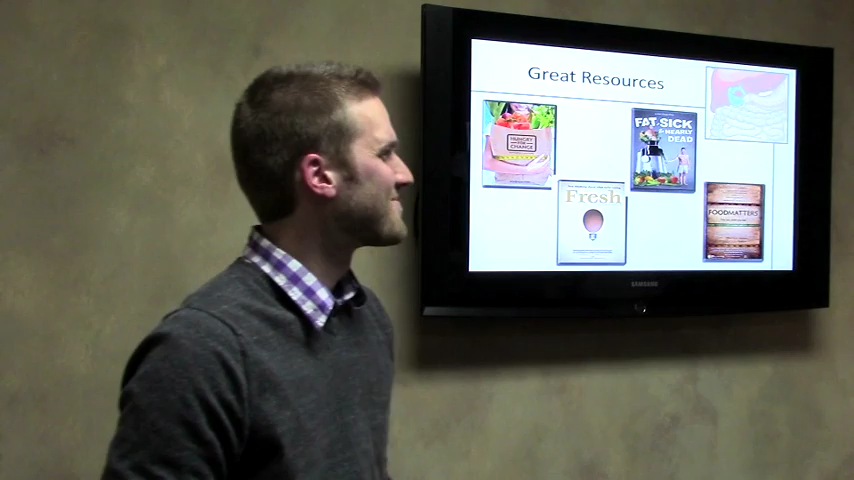 Great Resources
HUNGRY
FOR
CHANGE
FAT, SICK
& NEARLY
DEAD
Fresh
FOODMATTERS
SAMSUNG